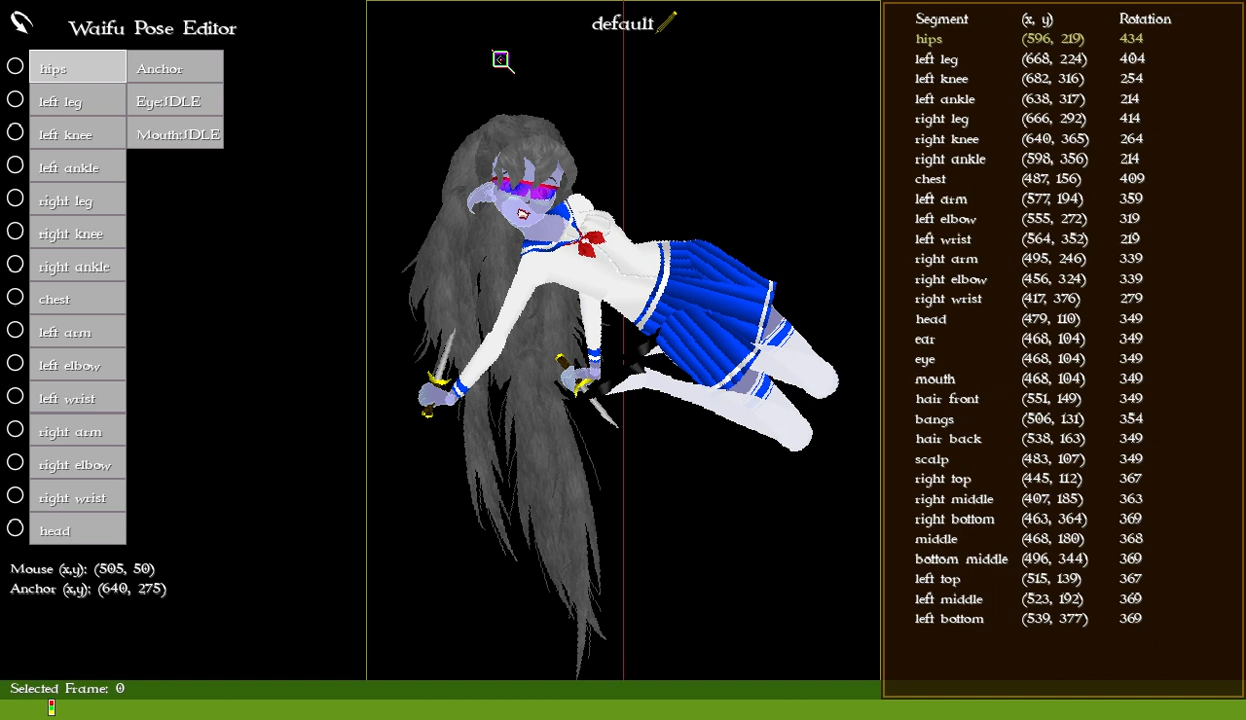 Waifu Pose Editor
hips Anchor
left leg Eye:IDLE
left knee Mouth:IDLE
left ankle
right leg
right knee
right ankle
chest
left arm
left elbow
left wrist
right arm
right elbow
right wrist
head
Mouse (x,y): (505, 50)
Anchor (x,y): (640, 275)
Selected Frame: 0
default
Segment (x, y) Rotation
hips (596, 219) 434
left leg (668, 224) 404
left knee (682, 316) 254
left ankle (638, 317) 214
right leg (666, 292) 414
right knee (640, 365) 264
right ankle (598, 356) 214
chest (487, 156) 409
left arm (577, 194) 359
left elbow (555, 272) 319
left wrist (564, 352) 219
right arm (495, 246) 339
right elbow (456, 324) 339
right wrist (417, 376) 279
head (479, 110) 349
ear (468, 104) 349
eye (468, 104) 349
mouth (468, 104) 349
hair front (551, 149) 349
bangs (506, 131) 354
hair back (538, 163) 349
scalp (483, 107) 349
right top (445, 112) 367
right middle (407, 185) 363
right bottom (463, 364) 369
middle (468, 180) 368
bottom middle (496, 344) 369
left top (515, 139) 367
left middle (523, 192) 369
left bottom (539, 377) 369